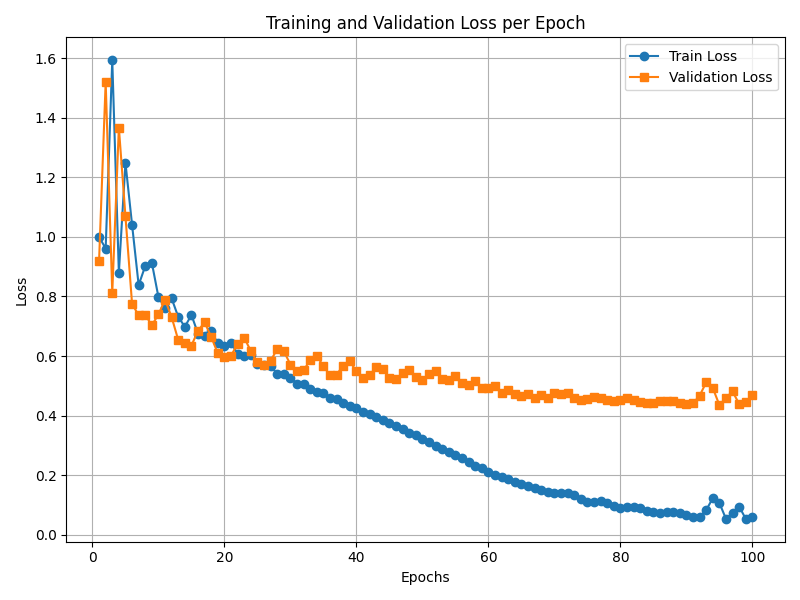 Training and Validation Loss per Epoch
Train Loss
Validation Loss
Loss
1.6
1.4
1.2
1.0
0.8
0.6
0.4
0.2
0.0
0 20 40 60 80 100
Epochs